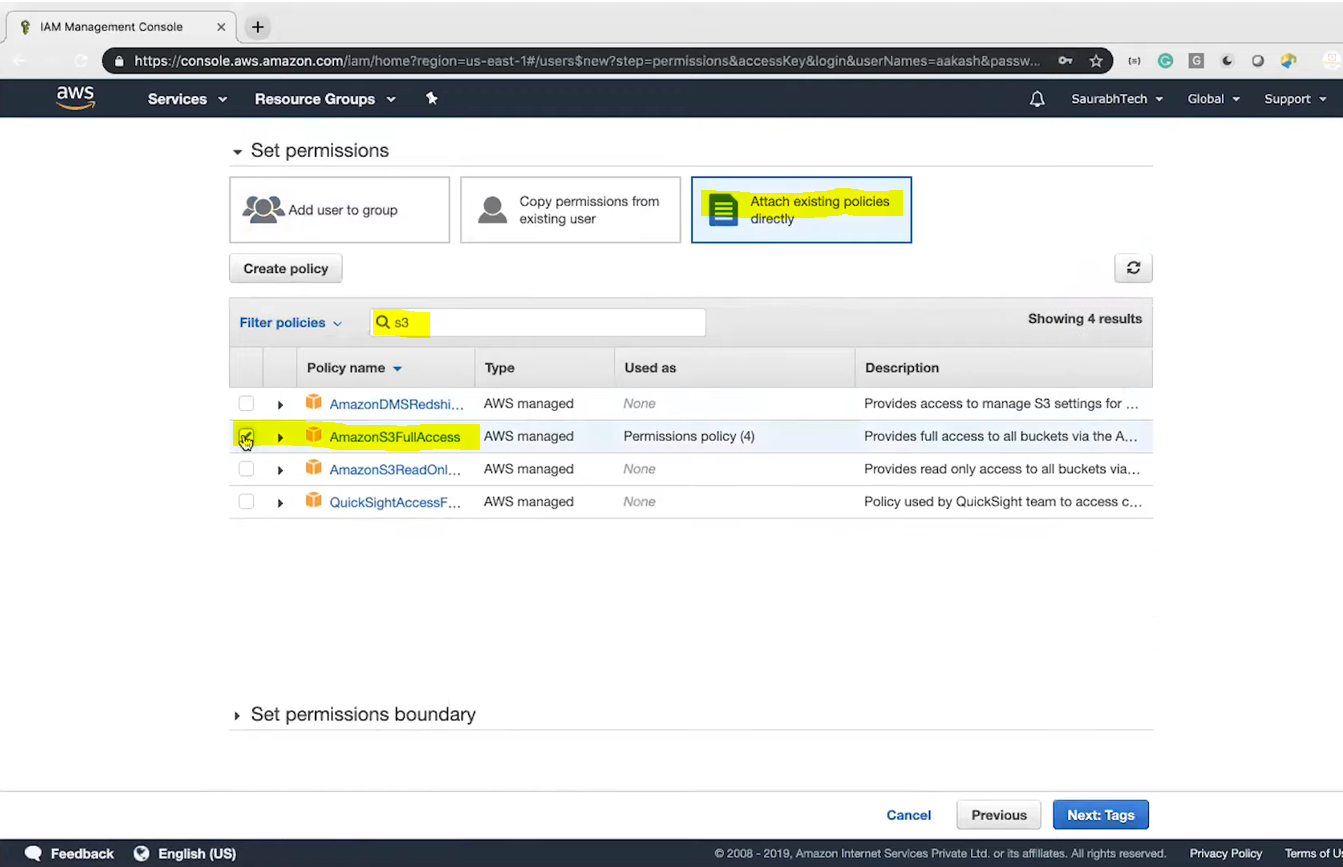 IAM Management Console
https://console.aws.amazon.com/iam/home?region=us-east-1#/users$new?step=permissions&accessKey&login&userNames=aakash&passw...
aws Services Resource Groups SaurabhTech Global Support
Set permissions
Add user to group
Copy permissions from
existing user
Attach existing policies
directly
Create policy
Filter policies s3 Showing 4 results
Policy name Type Used as Description
AmazonDMSRedshi... AWS managed None Provides access to manage S3 settings for ...
AmazonS3FullAccess AWS managed Permissions policy (4) Provides full access to all buckets via the A...
AmazonS3ReadOnl... AWS managed None Provides read only access to all buckets via...
QuickSightAccessF... AWS managed None Policy used by QuickSight team to access c...
Set permissions boundary
Cancel Previous Next: Tags
Feedback English (US) © 2008 - 2019, Amazon Internet Services Private Ltd. or its affiliates. All rights reserved. Privacy Policy Terms of U